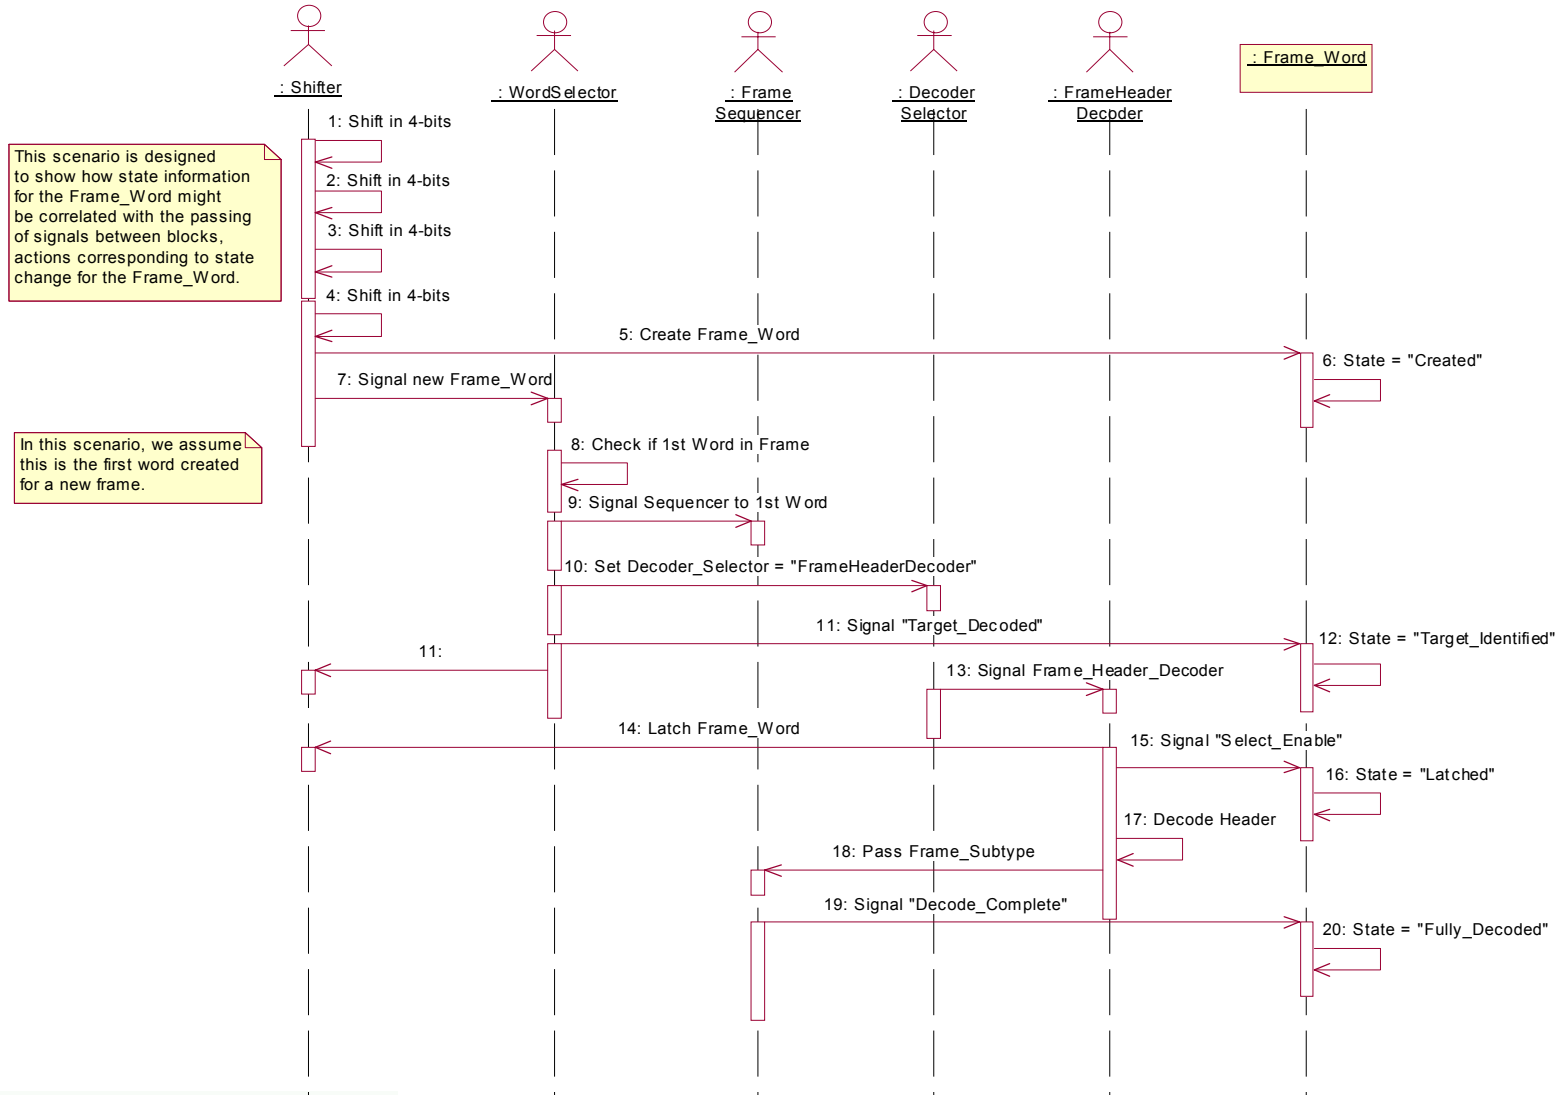 : Shifter
: WordSelector
: Frame
Sequencer
: Decoder
Selector
: FrameHeader
Decoder
: Frame_Word
This scenario is designed
to show how state information
for the Frame_Word might
be correlated with the passing
of signals between blocks,
actions corresponding to state
change for the Frame_Word.
1: Shift in 4-bits
2: Shift in 4-bits
3: Shift in 4-bits
4: Shift in 4-bits
5: Create Frame_Word
6: State = "Created"
7: Signal new Frame_Word
In this scenario, we assume
this is the first word created
for a new frame.
8: Check if 1st Word in Frame
9: Signal Sequencer to 1st Word
10: Set Decoder_Selector = "FrameHeaderDecoder"
11: Signal "Target_Decoded"
12: State = "Target_Identified"
11:
13: Signal Frame_Header_Decoder
14: Latch Frame_Word
15: Signal "Select_Enable"
16: State = "Latched"
17: Decode Header
18: Pass Frame_Subtype
19: Signal "Decode_Complete"
20: State = "Fully_Decoded"